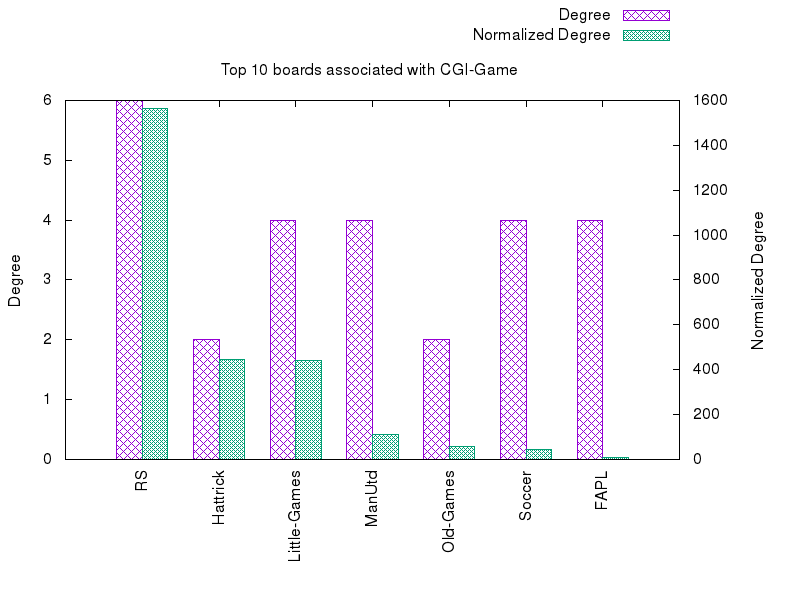 Degree
Normalized Degree
Top 10 boards associated with CGI-Game
6
5
4
3
2
1
0
1600
1400
1200
1000
800
600
400
200
0
Degree
Normalized Degree
RS
Hattrick
Little-Games
ManUtd
Old-Games
Soccer
FAPL